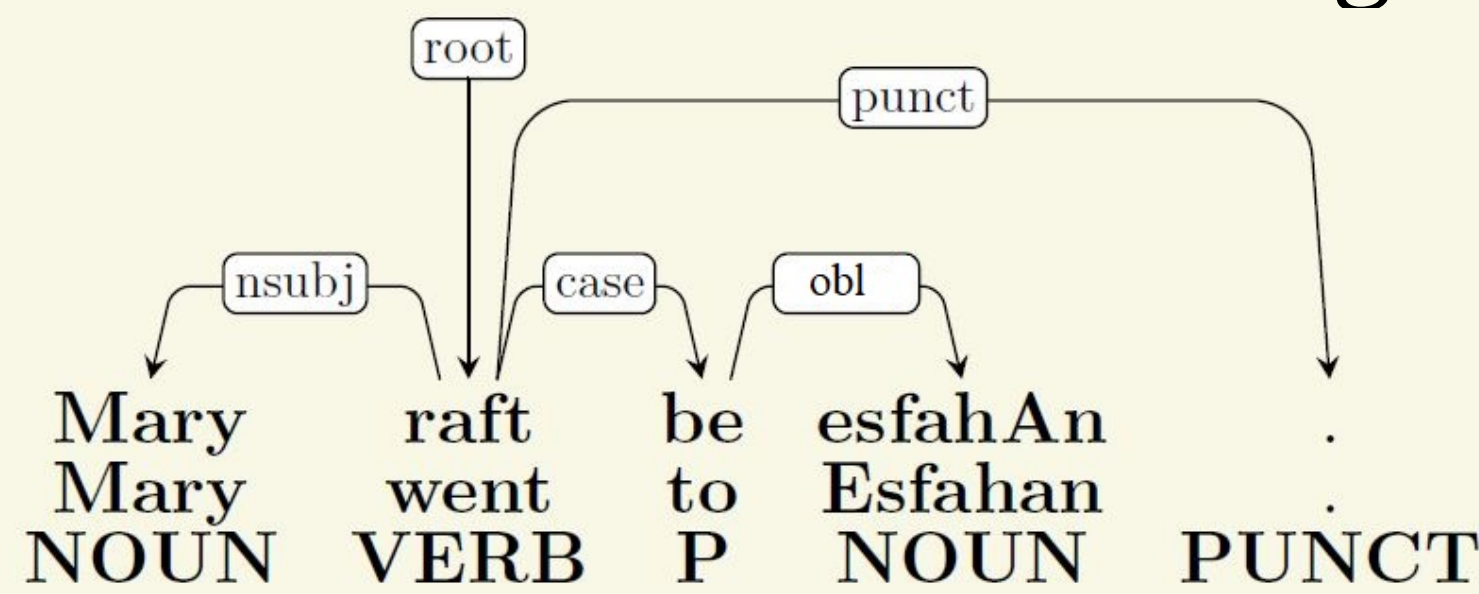 root
punct
nsubj case obl
Mary raft be esfahAn .
Mary went to Esfahan .
NOUN VERB P NOUN PUNCT